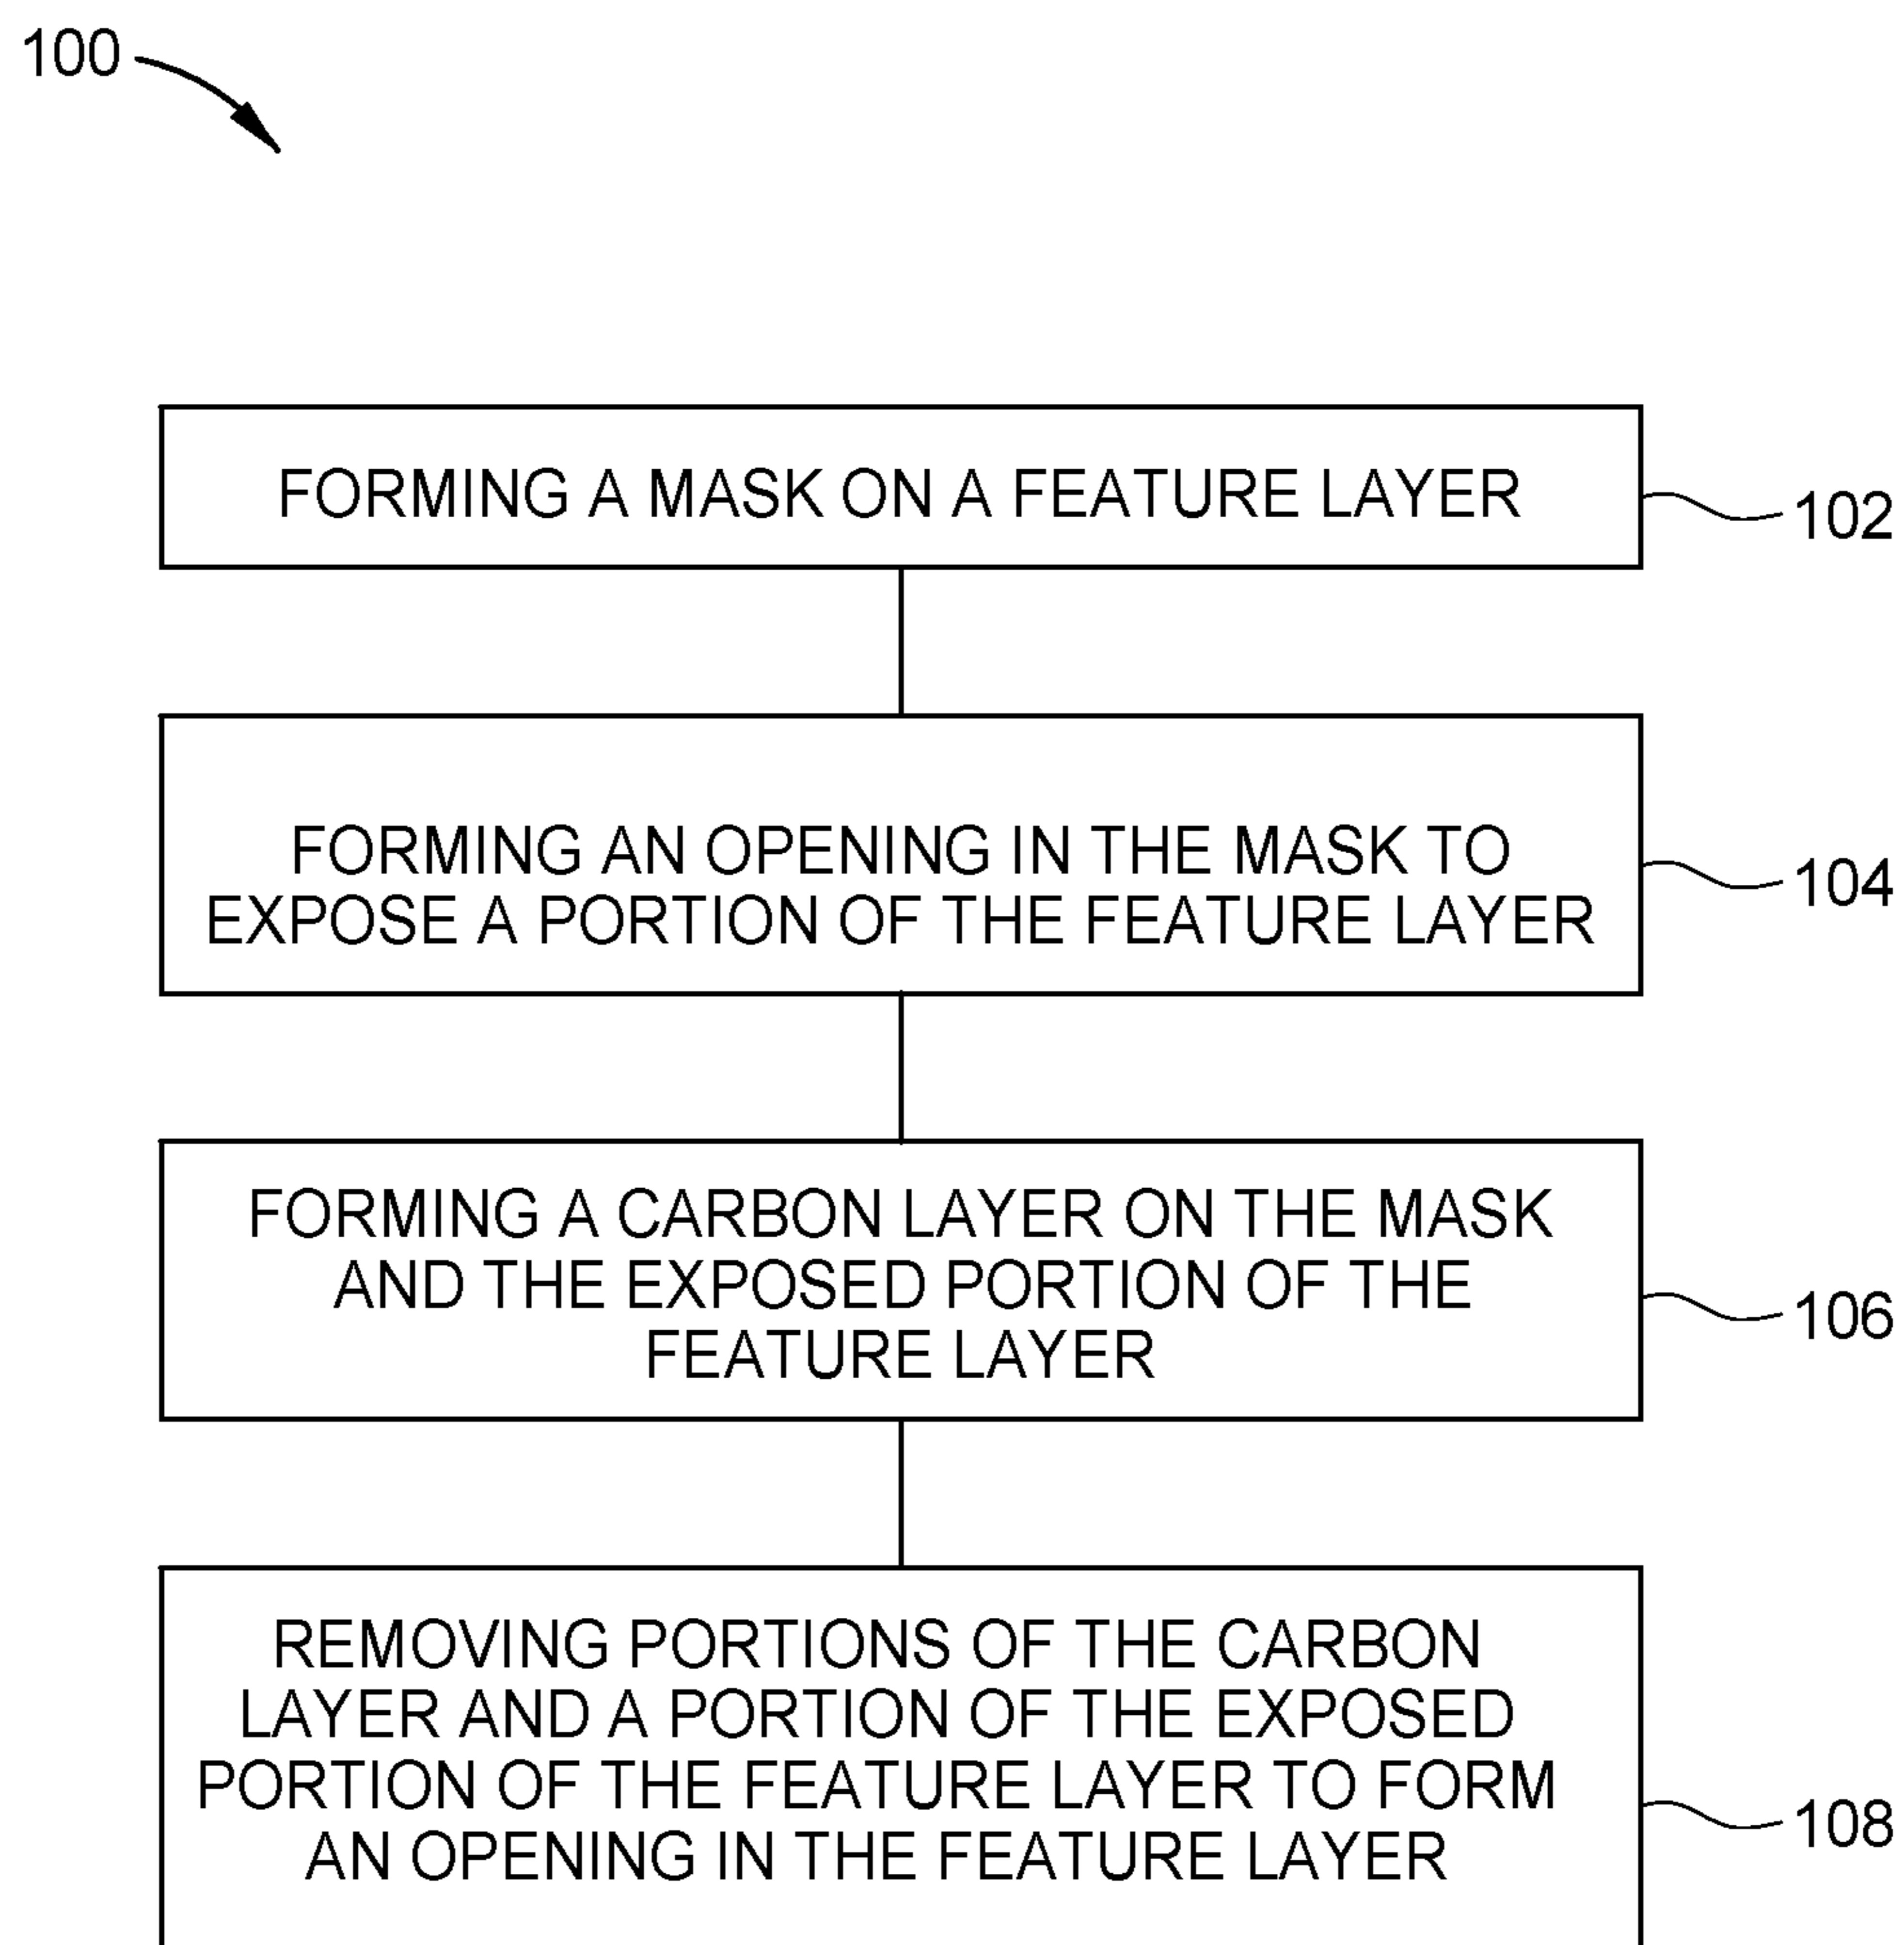 100
FORMING A MASK ON A FEATURE LAYER
102
FORMING AN OPENING IN THE MASK TO
EXPOSE A PORTION OF THE FEATURE LAYER
104
FORMING A CARBON LAYER ON THE MASK
AND THE EXPOSED PORTION OF THE
FEATURE LAYER
106
REMOVING PORTIONS OF THE CARBON
LAYER AND A PORTION OF THE EXPOSED
PORTION OF THE FEATURE LAYER TO FORM
AN OPENING IN THE FEATURE LAYER
108